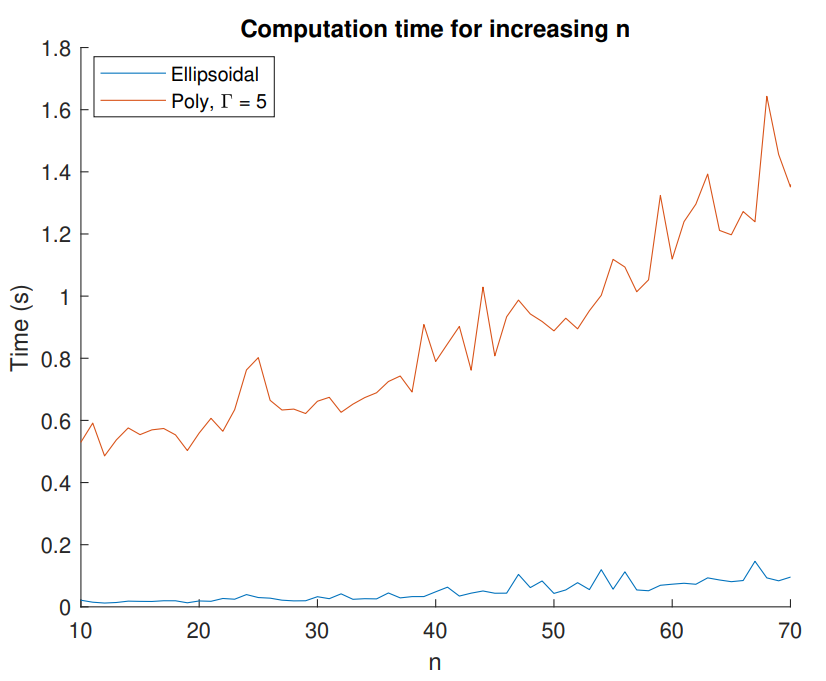 Computation time for increasing n
1.8
Ellipsoidal
Poly, Γ = 5
1.6
1.4
1.2
1
0.8
0.6
0.4
0.2
0
Time (s)
10 20 30 40 50 60 70
n